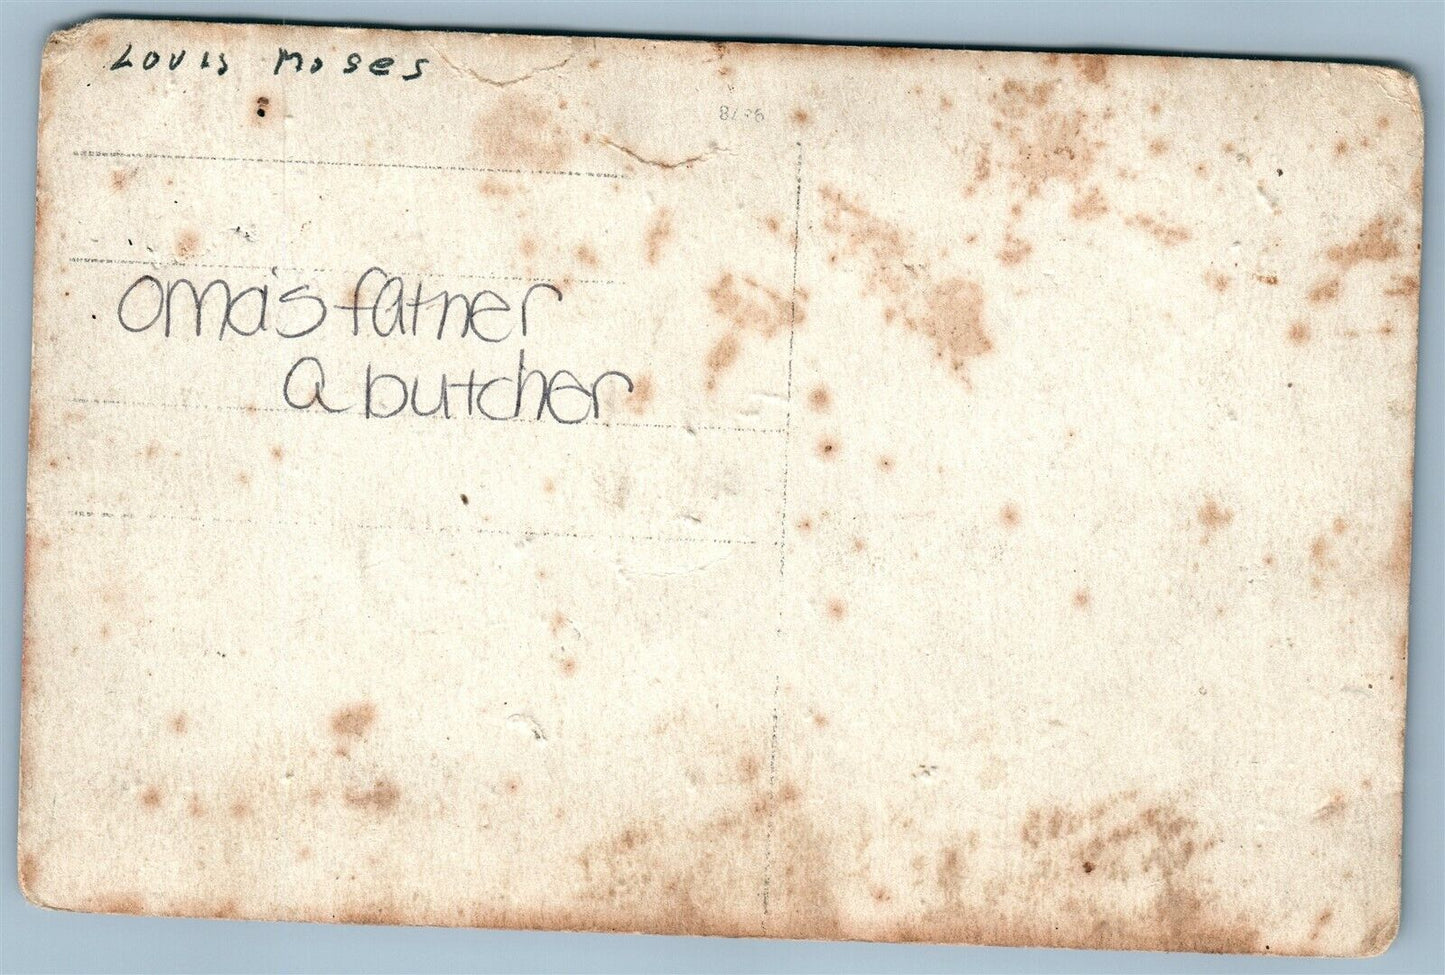 Louis Moses
oma's father
a butcher